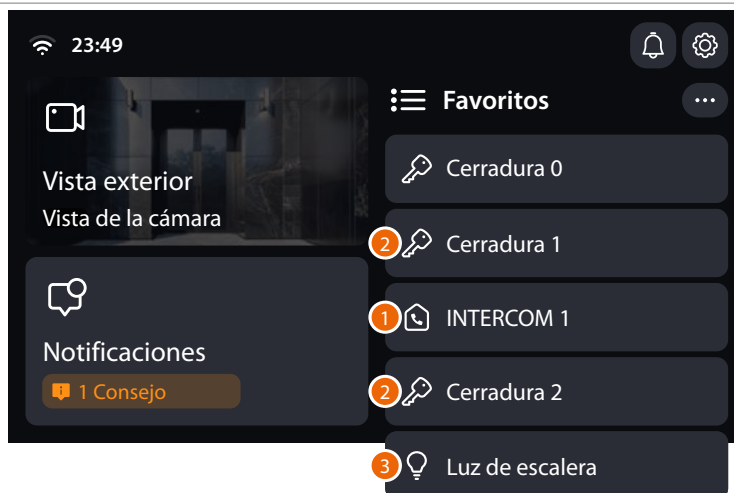 23:49
Vista exterior
Vista de la cámara
Notificaciones
1 Consejo
Favoritos
Cerradura 0
2 Cerradura 1
1 INTERCOM 1
2 Cerradura 2
3 Luz de escalera